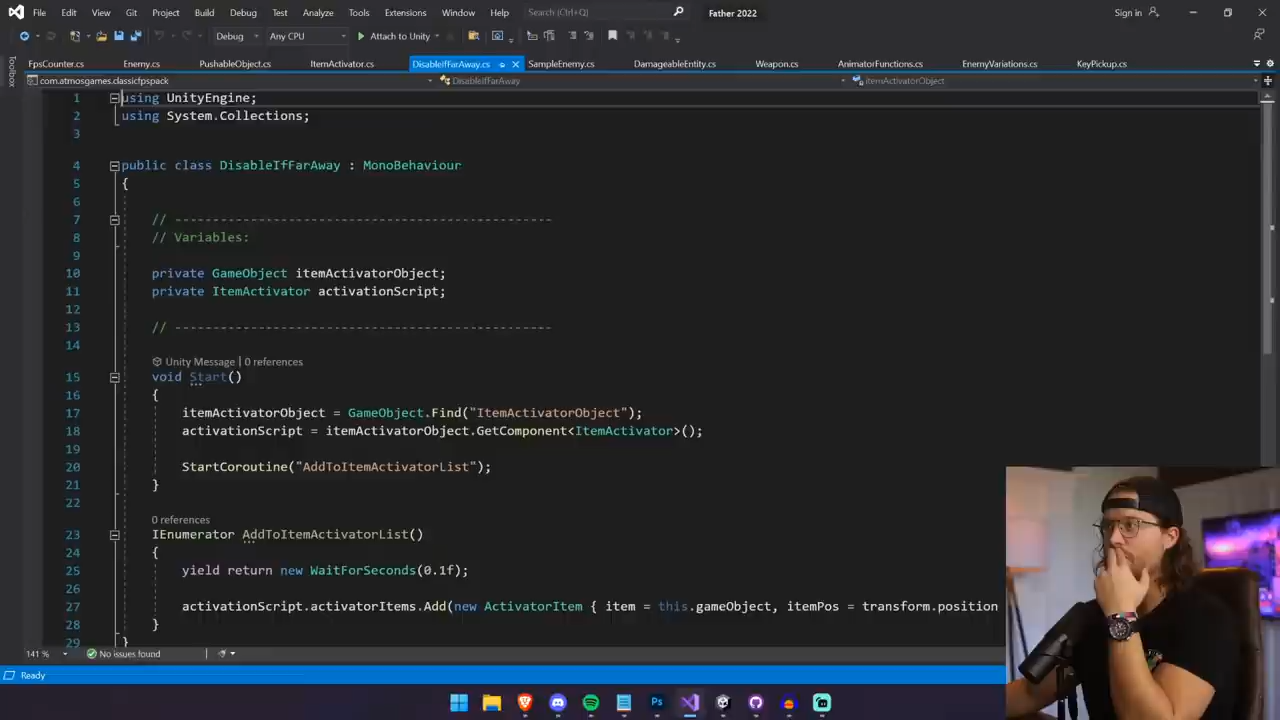 File Edit View Git Project Build Debug Test Analyze Tools Extensions Window Help Search (Ctrl+Q) Father 2022 Sign in
Debug Any CPU Attach to Unity
FpsCounter.cs Enemy.cs PushableObject.cs ItemActivator.cs DisableIfFarAway.cs SampleEnemy.cs DamageableEntity.cs Weapon.cs AnimatorFunctions.cs EnemyVariations.cs KeyPickup.cs
Toolbox
com.atmosgames.classicfpspack DisableIfFarAway itemActivatorObject
1 using UnityEngine;
2 using System.Collections;
3
4 public class DisableIfFarAway : MonoBehaviour
5 {
6
7 // --------------------------------------------------
8 // Variables:
9
10 private GameObject itemActivatorObject;
11 private ItemActivator activationScript;
12
13 // --------------------------------------------------
14
Unity Message | 0 references
15 void Start()
16 {
17 itemActivatorObject = GameObject.Find("ItemActivatorObject");
18 activationScript = itemActivatorObject.GetComponent<ItemActivator>();
19
20 StartCoroutine("AddToItemActivatorList");
21 }
22
0 references
23 IEnumerator AddToItemActivatorList()
24 {
25 yield return new WaitForSeconds(0.1f);
26
27 activationScript.activatorItems.Add(new ActivatorItem { item = this.gameObject, itemPos = transform.position
28 }
29 }
141 % No issues found
Ready
Ps